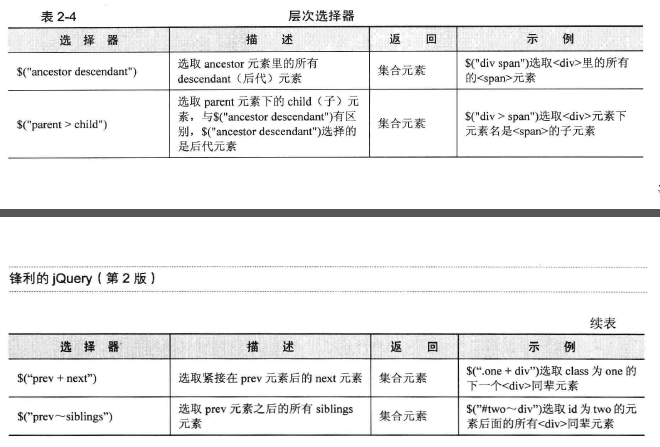 表 2-4 层次选择器
选 择 器 描 述 返 回 示 例
$("ancestor descendant")
选取 ancestor 元素里的所有
descendant（后代）元素
集合元素
$("div span")选取<div>里的所有
的<span>元素
$("parent > child")
选取 parent 元素下的 child（子）元
素，与$("ancestor descendant")有区
别，$("ancestor descendant")选择的
是后代元素
集合元素
$("div > span")选取<div>元素下
元素名是<span>的子元素
锋利的 jQuery（第 2 版）
续表
选 择 器 描 述 返 回 示 例
$(“prev + next”)
选取紧接在 prev 元素后的 next 元素
集合元素
$(“.one + div”)选取 class 为 one 的
下一个<div>同辈元素
$("prev～siblings")
选取 prev 元素之后的所有 siblings
元素
集合元素
$("#two～div")选取 id 为 two 的元
素后面的所有<div>同辈元素